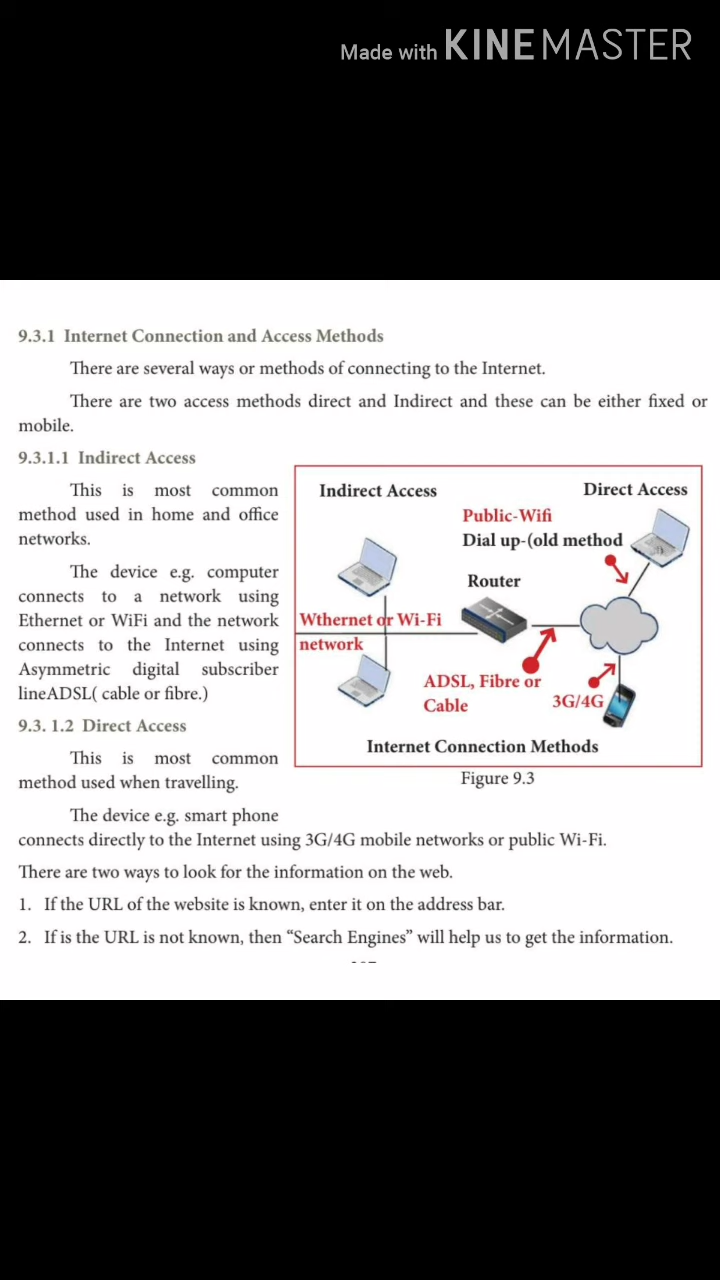 Made with KINEMASTER
9.3.1 Internet Connection and Access Methods
There are several ways or methods of connecting to the Internet.
There are two access methods direct and Indirect and these can be either fixed or
mobile.
9.3.1.1 Indirect Access
This is most common
method used in home and office
networks.
The device e.g. computer
connects to a network using
Ethernet or WiFi and the network
connects to the Internet using
Asymmetric digital subscriber
lineADSL( cable or fibre.)
9.3. 1.2 Direct Access
This is most common
method used when travelling.
The device e.g. smart phone
Indirect Access
Direct Access
Public-Wifi
Dial up-(old method
Router
Wthernet or Wi-Fi
network
ADSL, Fibre or
Cable
3G/4G
Internet Connection Methods
Figure 9.3
connects directly to the Internet using 3G/4G mobile networks or public Wi-Fi.
There are two ways to look for the information on the web.
1. If the URL of the website is known, enter it on the address bar.
2. If is the URL is not known, then “Search Engines” will help us to get the information.